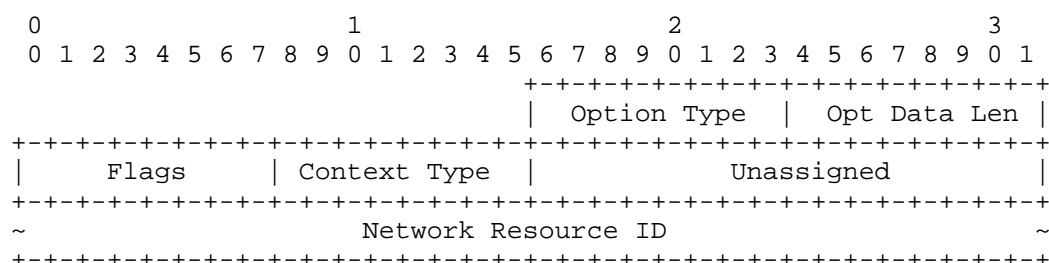 0                   1                   2                   3
 0 1 2 3 4 5 6 7 8 9 0 1 2 3 4 5 6 7 8 9 0 1 2 3 4 5 6 7 8 9 0 1
                                +-+-+-+-+-+-+-+-+-+-+-+-+-+-+-+-+
                                |  Option Type  |  Opt Data Len |
+-+-+-+-+-+-+-+-+-+-+-+-+-+-+-+-+-+-+-+-+-+-+-+-+-+-+-+-+-+-+-+-+
|     Flags     | Context Type  |            Unassigned         |
+-+-+-+-+-+-+-+-+-+-+-+-+-+-+-+-+-+-+-+-+-+-+-+-+-+-+-+-+-+-+-+-+
~                     Network Resource ID                       ~
+-+-+-+-+-+-+-+-+-+-+-+-+-+-+-+-+-+-+-+-+-+-+-+-+-+-+-+-+-+-+-+-+